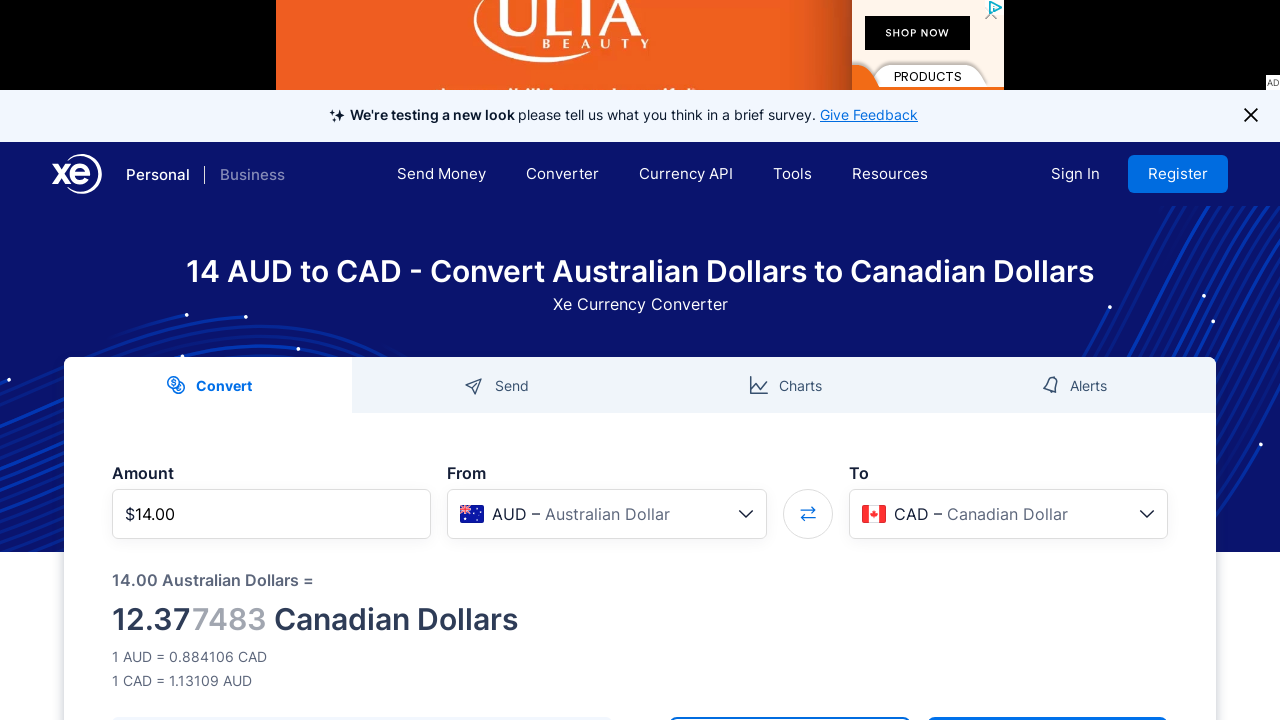 ULTA
BEAUTY
SHOP NOW
PRODUCTS
AD
We're testing a new look please tell us what you think in a brief survey. Give Feedback
xe Personal Business Send Money Converter Currency API Tools Resources Sign In Register
14 AUD to CAD - Convert Australian Dollars to Canadian Dollars
Xe Currency Converter
Convert Send Charts Alerts
Amount From To
$14.00 AUD – Australian Dollar CAD – Canadian Dollar
14.00 Australian Dollars =
12.377483 Canadian Dollars
1 AUD = 0.884106 CAD
1 CAD = 1.13109 AUD